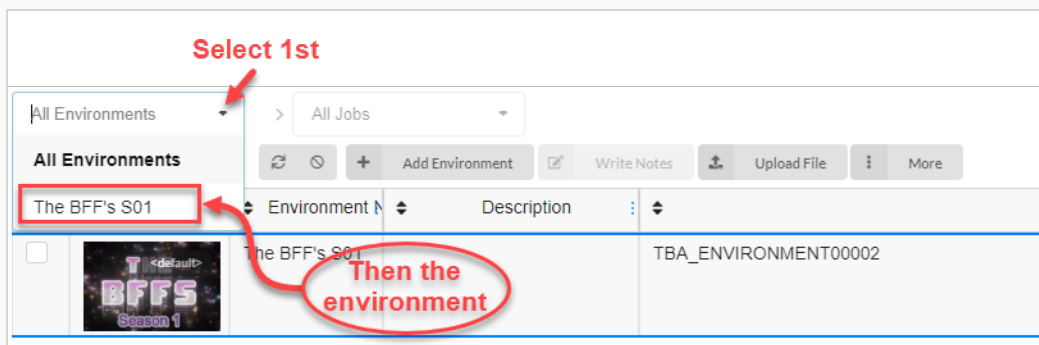 Select 1st
All Environments
All Jobs
All Environments
Add Environment
Write Notes
Upload File
More
The BFF's S01
Environment N
Description
The BFF's S01
TBA_ENVIRONMENT00002
<default>
BFFS
Season 1
Then the
environment